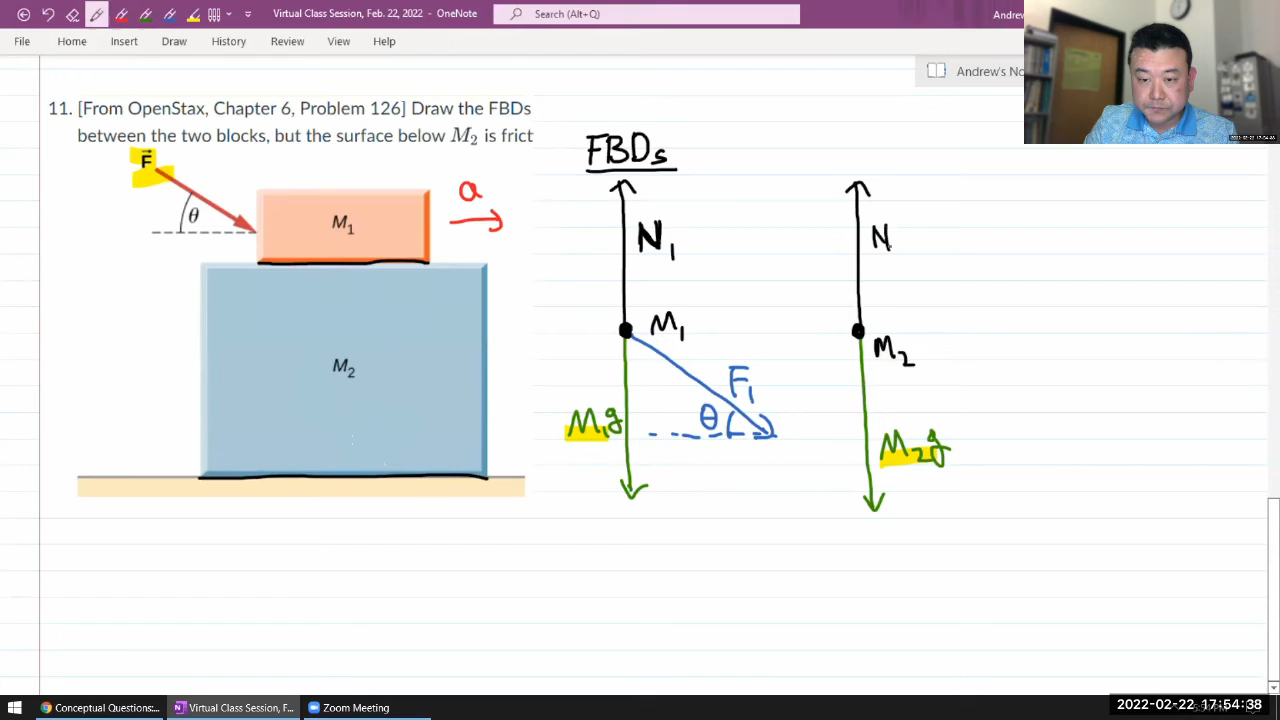 Virtual Class Session, Feb. 22, 2022 - OneNote
Search (Alt+Q)
Andrew
File Home Insert Draw History Review View Help
Andrew's No
11. [From OpenStax, Chapter 6, Problem 126] Draw the FBDs
between the two blocks, but the surface below M₂ is frict
FBDs
F⃗
θ
M₁
a
M₂
N₁
M₁
F₁
θ
M₁g
N
M₂
M₂g
Conceptual Questions:...
Virtual Class Session, F...
Zoom Meeting
2022-02-22 17:54:38